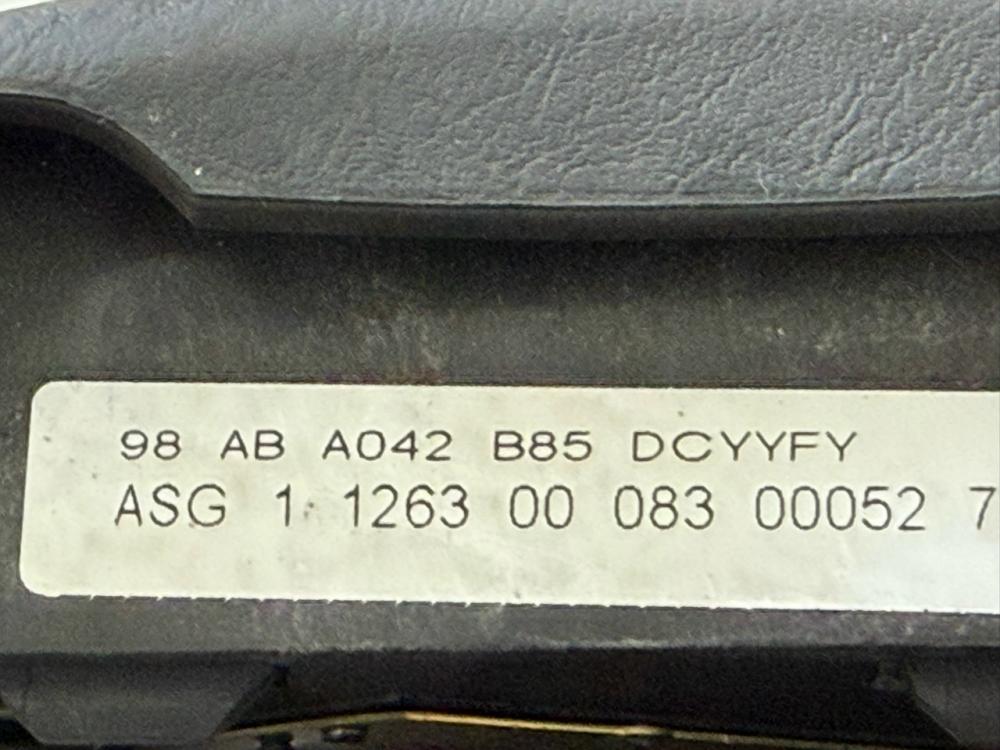 98 AB A042 B85 DCYYFY
ASG 1 1263 00 083 00052 7